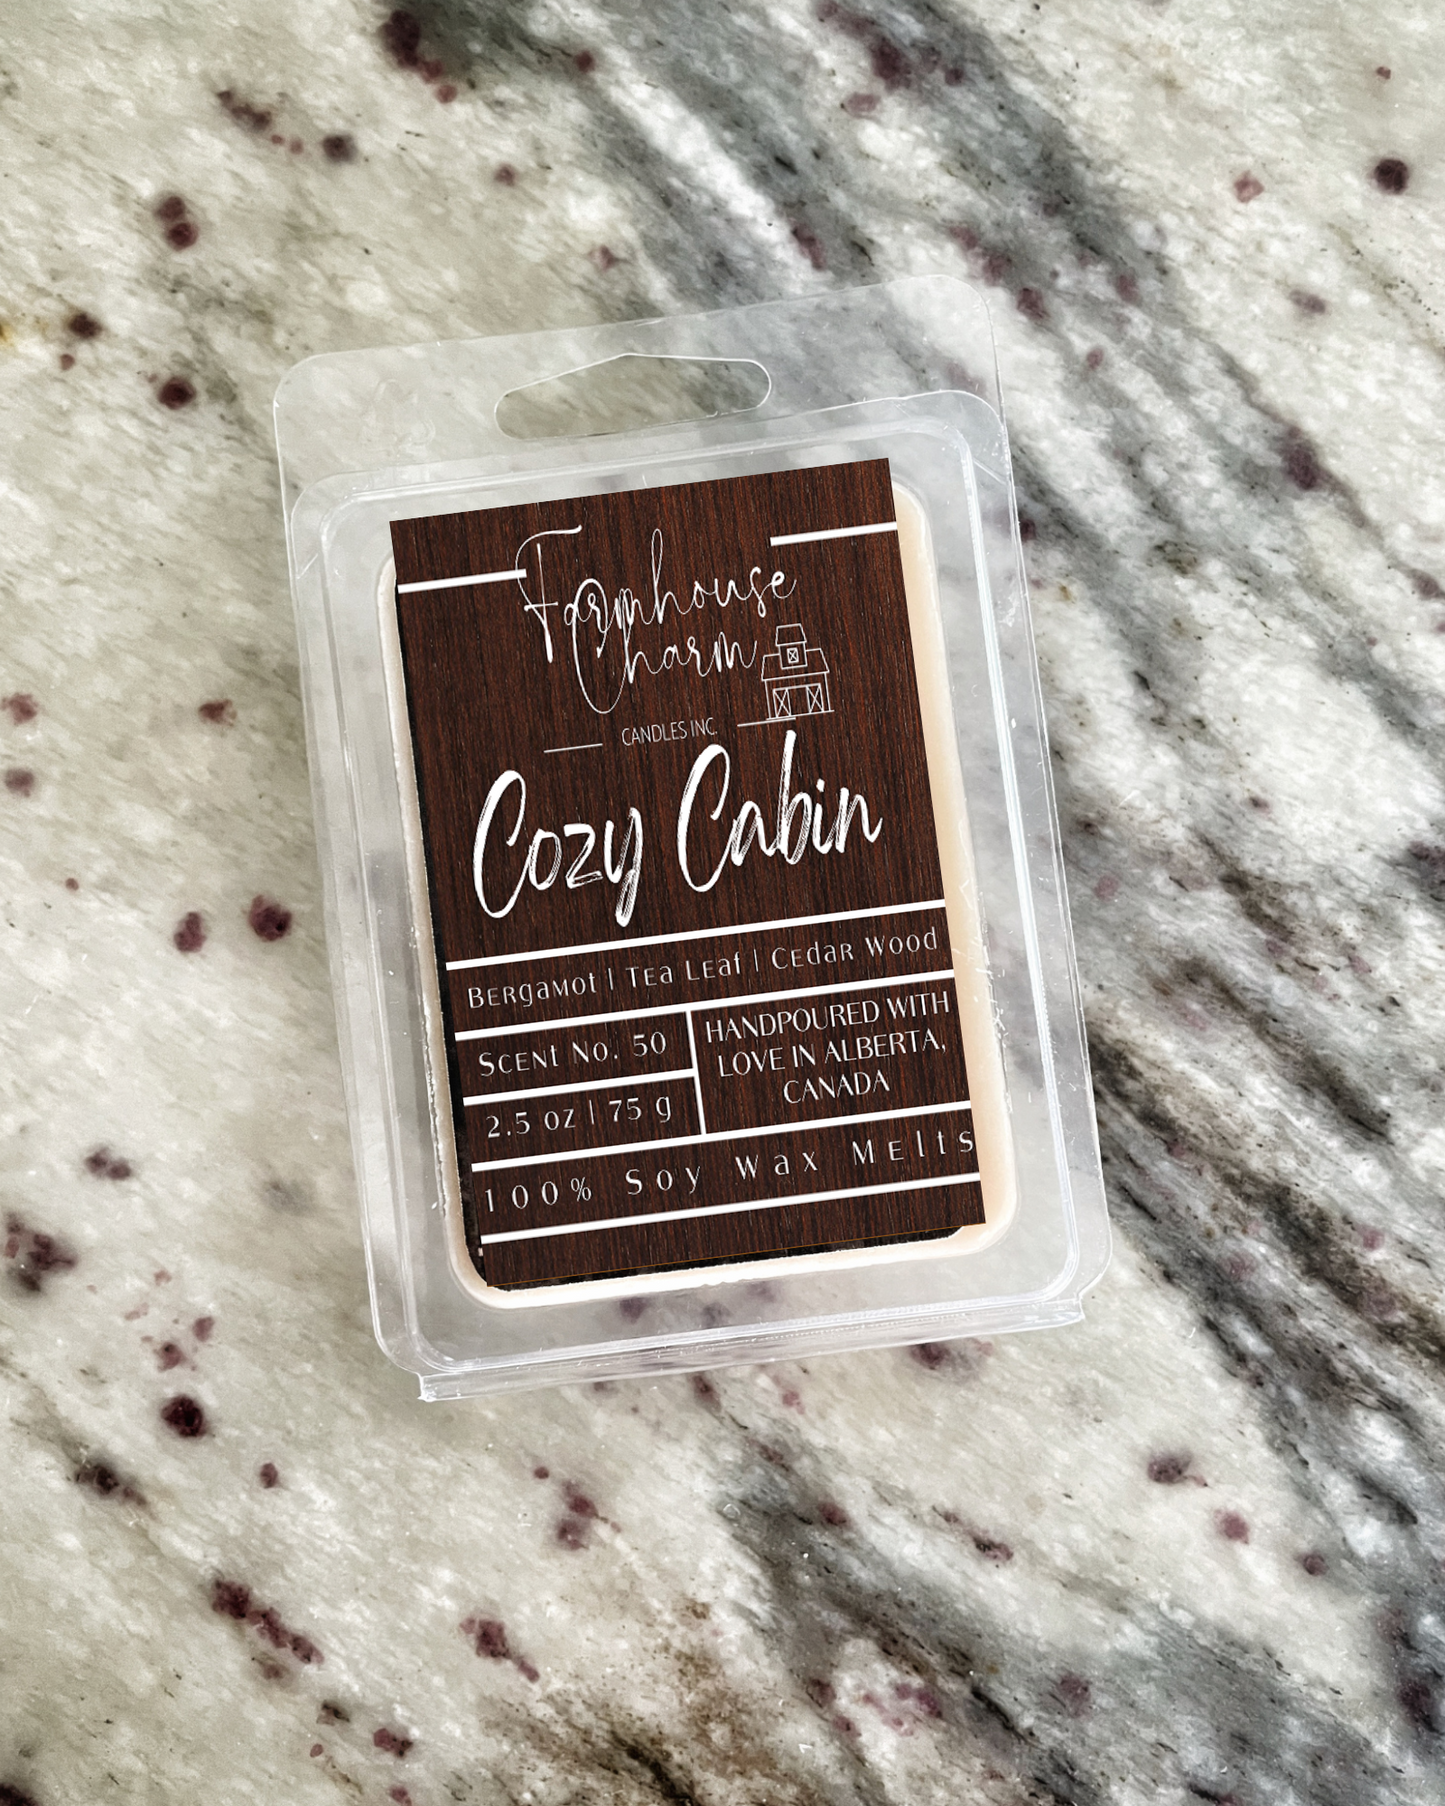 Farmhouse
Charm
CANDLES INC.
Cozy Cabin
Bergamot | Tea Leaf | Cedar Wood
Scent No. 50
HANDPOURED WITH
LOVE IN ALBERTA,
CANADA
2.5 oz | 75 g
100% Soy Wax Melts